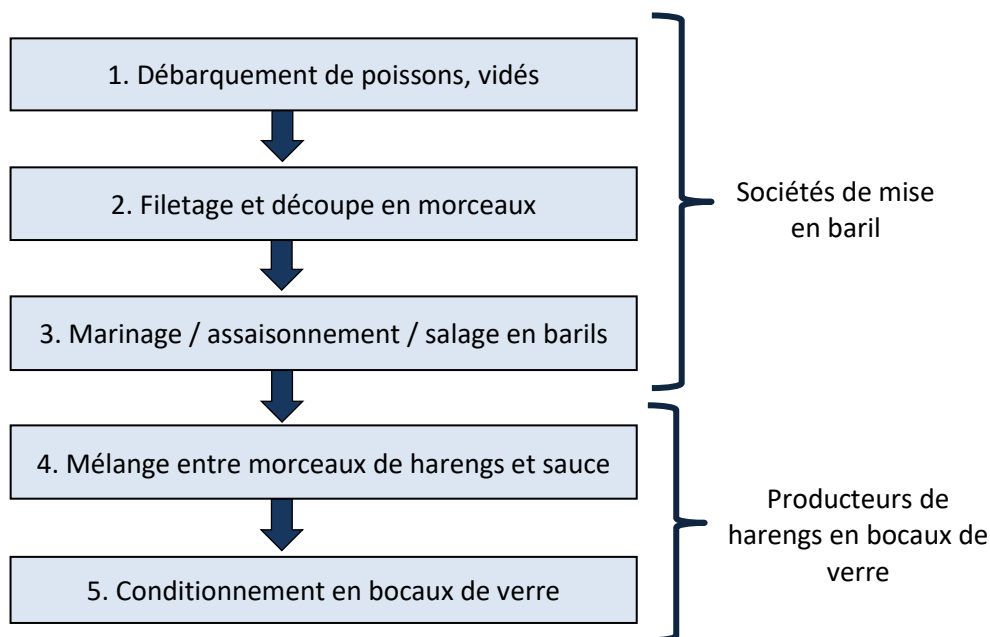 1. Débarquement de poissons, vidés
2. Filetage et découpe en morceaux
Sociétés de mise
en baril
3. Marinage / assaisonnement / salage en barils
4. Mélange entre morceaux de harengs et sauce
5. Conditionnement en bocaux de verre
Producteurs de
harengs en bocaux de
verre